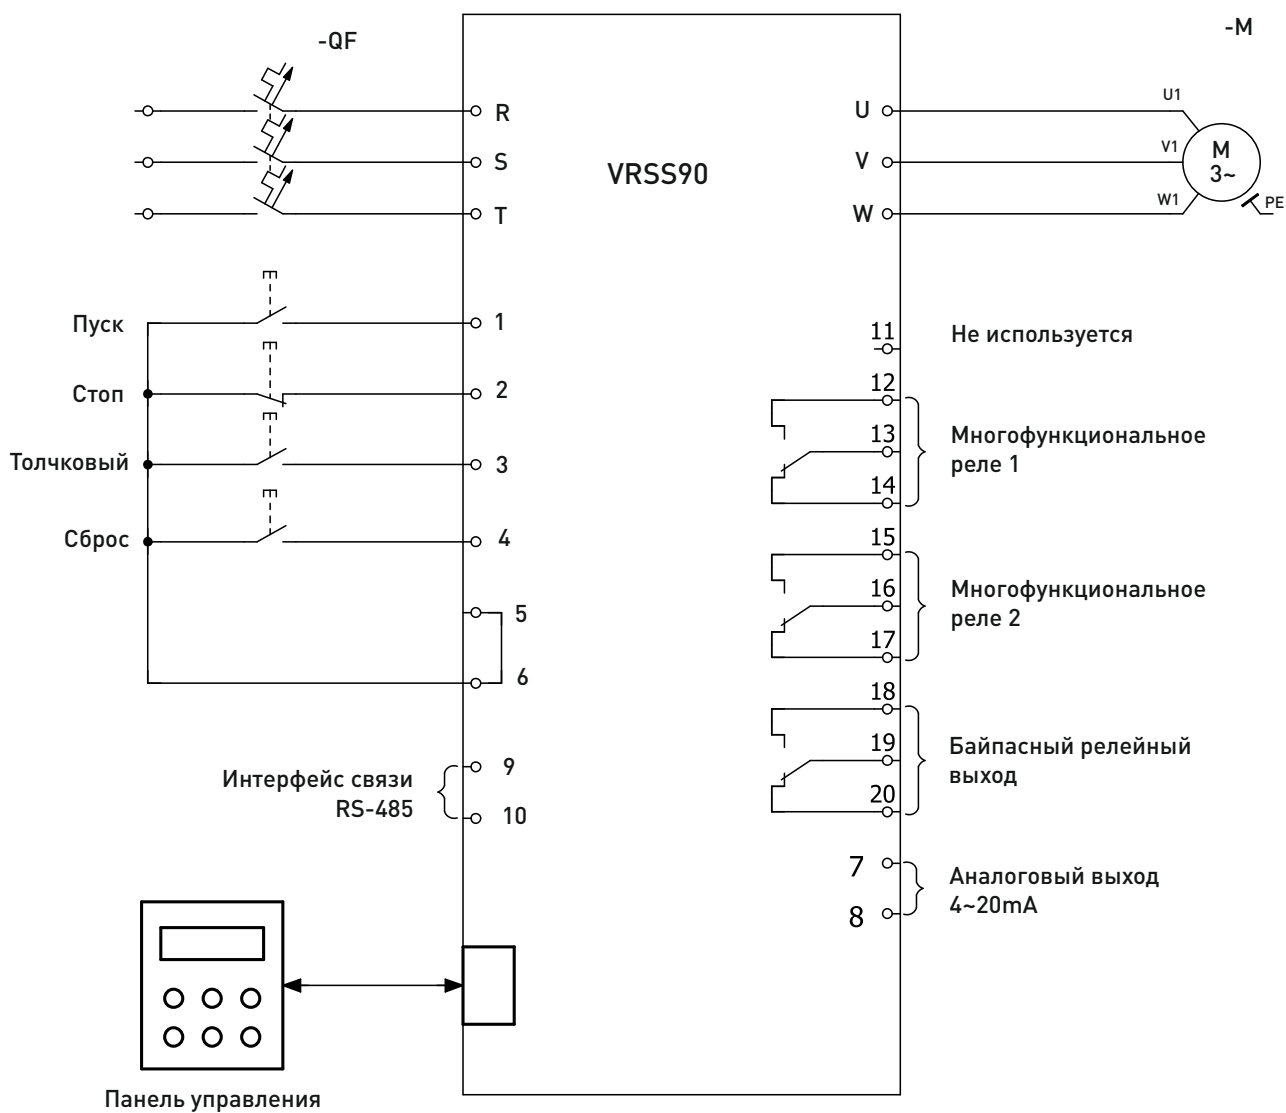 -QF
-M
R
S
T
VRSS90
U
V
W
U1
V1
W1
M
3~
PE
Пуск
1
Стоп
2
Толчковый
3
Сброс
4
5
6
Интерфейс связи
RS-485
9
10
11
Не используется
12
13
14
Многофункциональное
реле 1
15
16
17
Многофункциональное
реле 2
18
19
20
Байпасный релейный
выход
7
8
Аналоговый выход
4~20mA
Панель управления